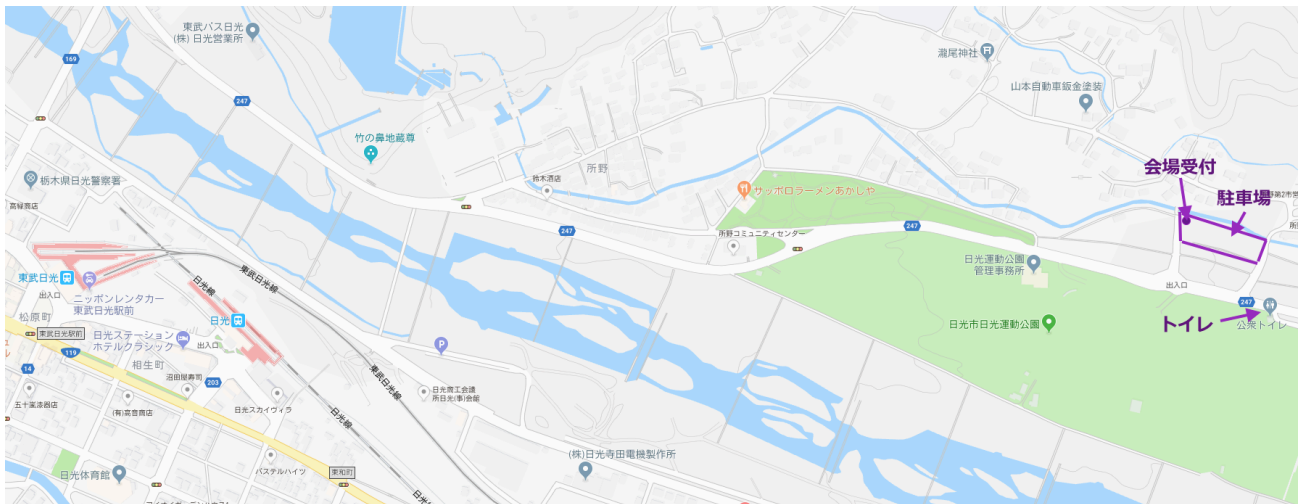 東武バス日光
(株)日光営業所
169
247
瀧尾神社
山本自動車鈑金塗装
竹の鼻地蔵尊
所野
鈴木酒店
会場受付
駐車場
サッポロラーメンあかしや
栃木県日光警察署
高緑商店
247
247
所野コミュニティセンター
日光運動公園
管理事務所
出入口
247
公衆トイレ
トイレ
日光市日光運動公園
東武日光
出入口
ニッポンレンタカー
東武日光駅前
日光線
東武日光線
日光
松原町
東武日光駅前
119
日光ステーション
ホテルクラシック
出入口
相生町
沼田屋寿司
203
14
五十嵐漆器店
(有)高音商店
日光スカイヴィラ
P
日光商工会議
所日光(事)会館
東武日光線
日光線
日光線
(株)日光寺田電機製作所
パステルハイツ
東和町
日光体育館